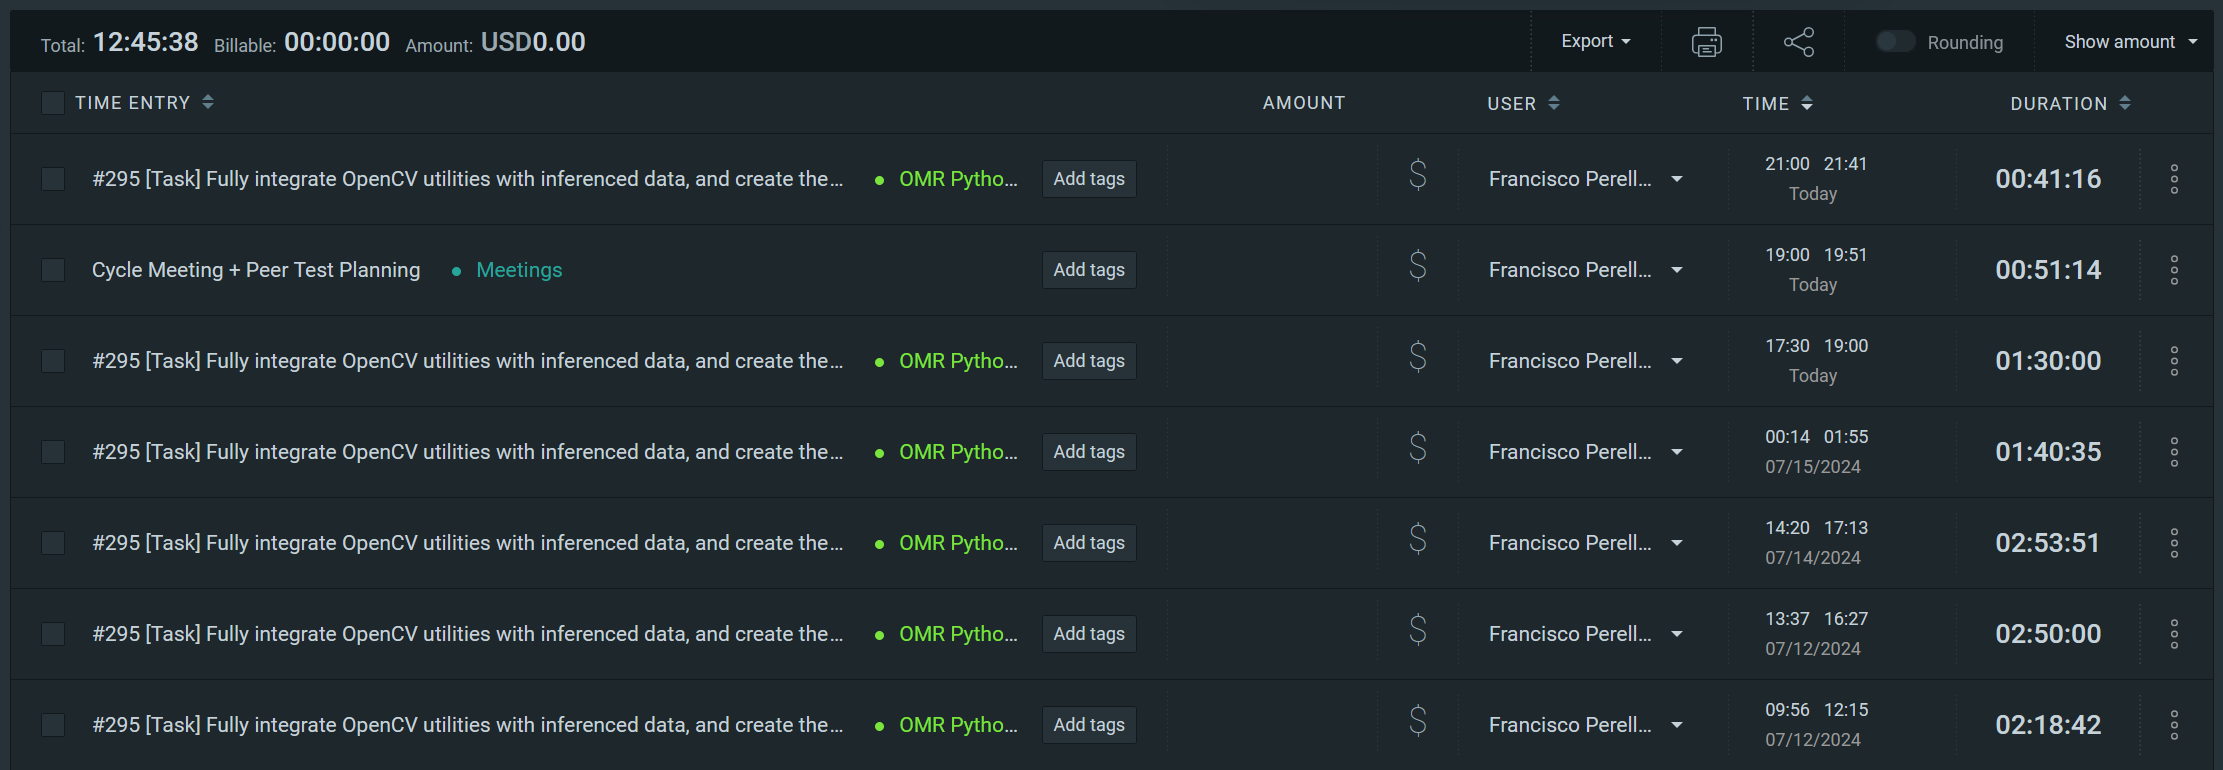 Total: 12:45:38 Billable: 00:00:00 Amount: USD0.00 Export Rounding Show amount
TIME ENTRY AMOUNT USER TIME DURATION
#295 [Task] Fully integrate OpenCV utilities with inferenced data, and create the... OMR Pytho... Add tags $ Francisco Perell... 21:00 21:41 00:41:16
Today
Cycle Meeting + Peer Test Planning Meetings Add tags $ Francisco Perell... 19:00 19:51 00:51:14
Today
#295 [Task] Fully integrate OpenCV utilities with inferenced data, and create the... OMR Pytho... Add tags $ Francisco Perell... 17:30 19:00 01:30:00
Today
#295 [Task] Fully integrate OpenCV utilities with inferenced data, and create the... OMR Pytho... Add tags $ Francisco Perell... 00:14 01:55 01:40:35
07/15/2024
#295 [Task] Fully integrate OpenCV utilities with inferenced data, and create the... OMR Pytho... Add tags $ Francisco Perell... 14:20 17:13 02:53:51
07/14/2024
#295 [Task] Fully integrate OpenCV utilities with inferenced data, and create the... OMR Pytho... Add tags $ Francisco Perell... 13:37 16:27 02:50:00
07/12/2024
#295 [Task] Fully integrate OpenCV utilities with inferenced data, and create the... OMR Pytho... Add tags $ Francisco Perell... 09:56 12:15 02:18:42
07/12/2024